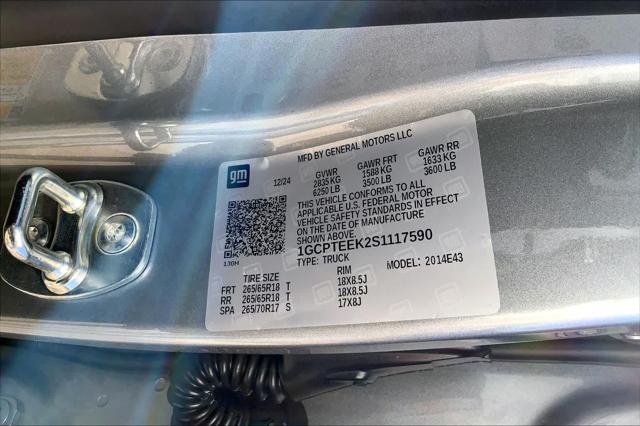 MFD BY GENERAL MOTORS LLC
gm
12/24
GVWR GAWR FRT GAWR RR
2835 KG 1588 KG 1633 KG
6250 LB 3500 LB 3600 LB
THIS VEHICLE CONFORMS TO ALL
APPLICABLE U.S. FEDERAL MOTOR
VEHICLE SAFETY STANDARDS IN EFFECT
ON THE DATE OF MANUFACTURE
SHOWN ABOVE.
1GCPTEEK2S1117590
130H
TYPE: TRUCK MODEL: 2014E43
TIRE SIZE RIM
FRT 265/65R18 T 18X8.5J
RR 265/65R18 T 18X8.5J
SPA 265/70R17 S 17X8J